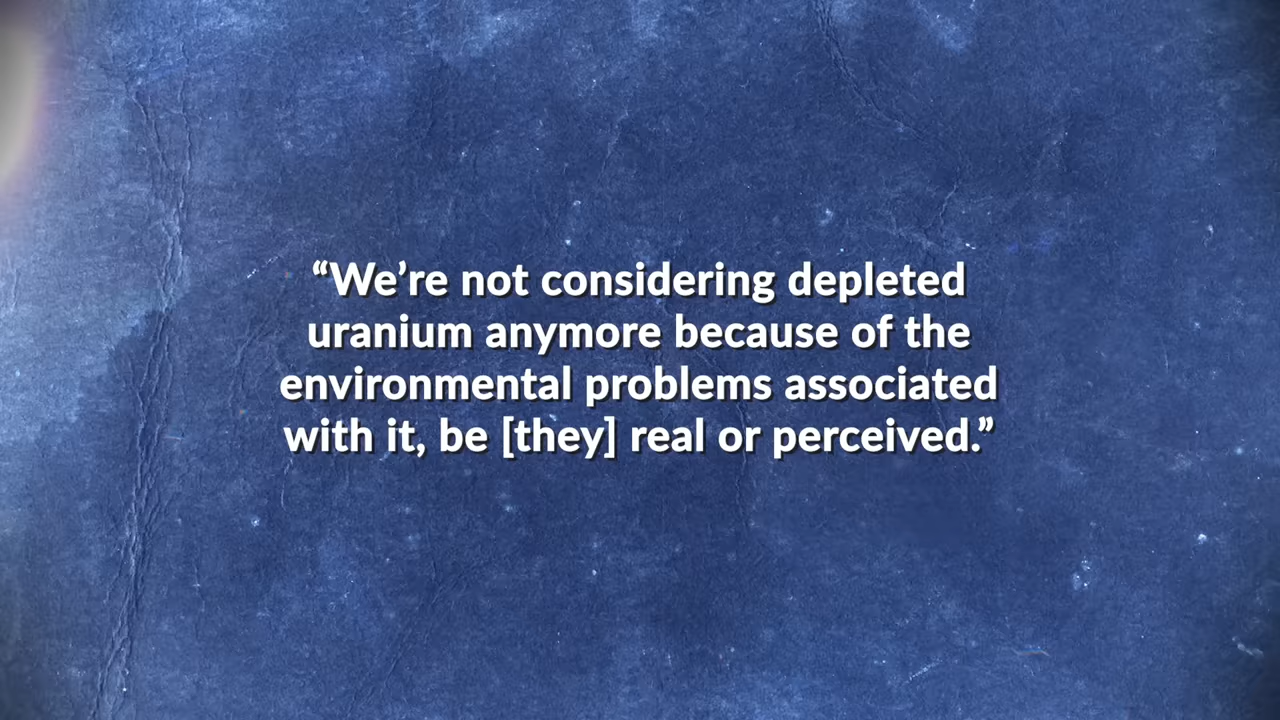 “We’re not considering depleted
uranium anymore because of the
environmental problems associated
with it, be [they] real or perceived.”